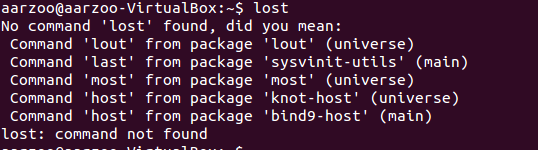 aarzoo@aarzoo-VirtualBox:~$ lost
No command 'lost' found, did you mean:
 Command 'lout' from package 'lout' (universe)
 Command 'last' from package 'sysvinit-utils' (main)
 Command 'most' from package 'most' (universe)
 Command 'host' from package 'knot-host' (universe)
 Command 'host' from package 'bind9-host' (main)
lost: command not found
aarzoo@aarzoo-VirtualBox:~$